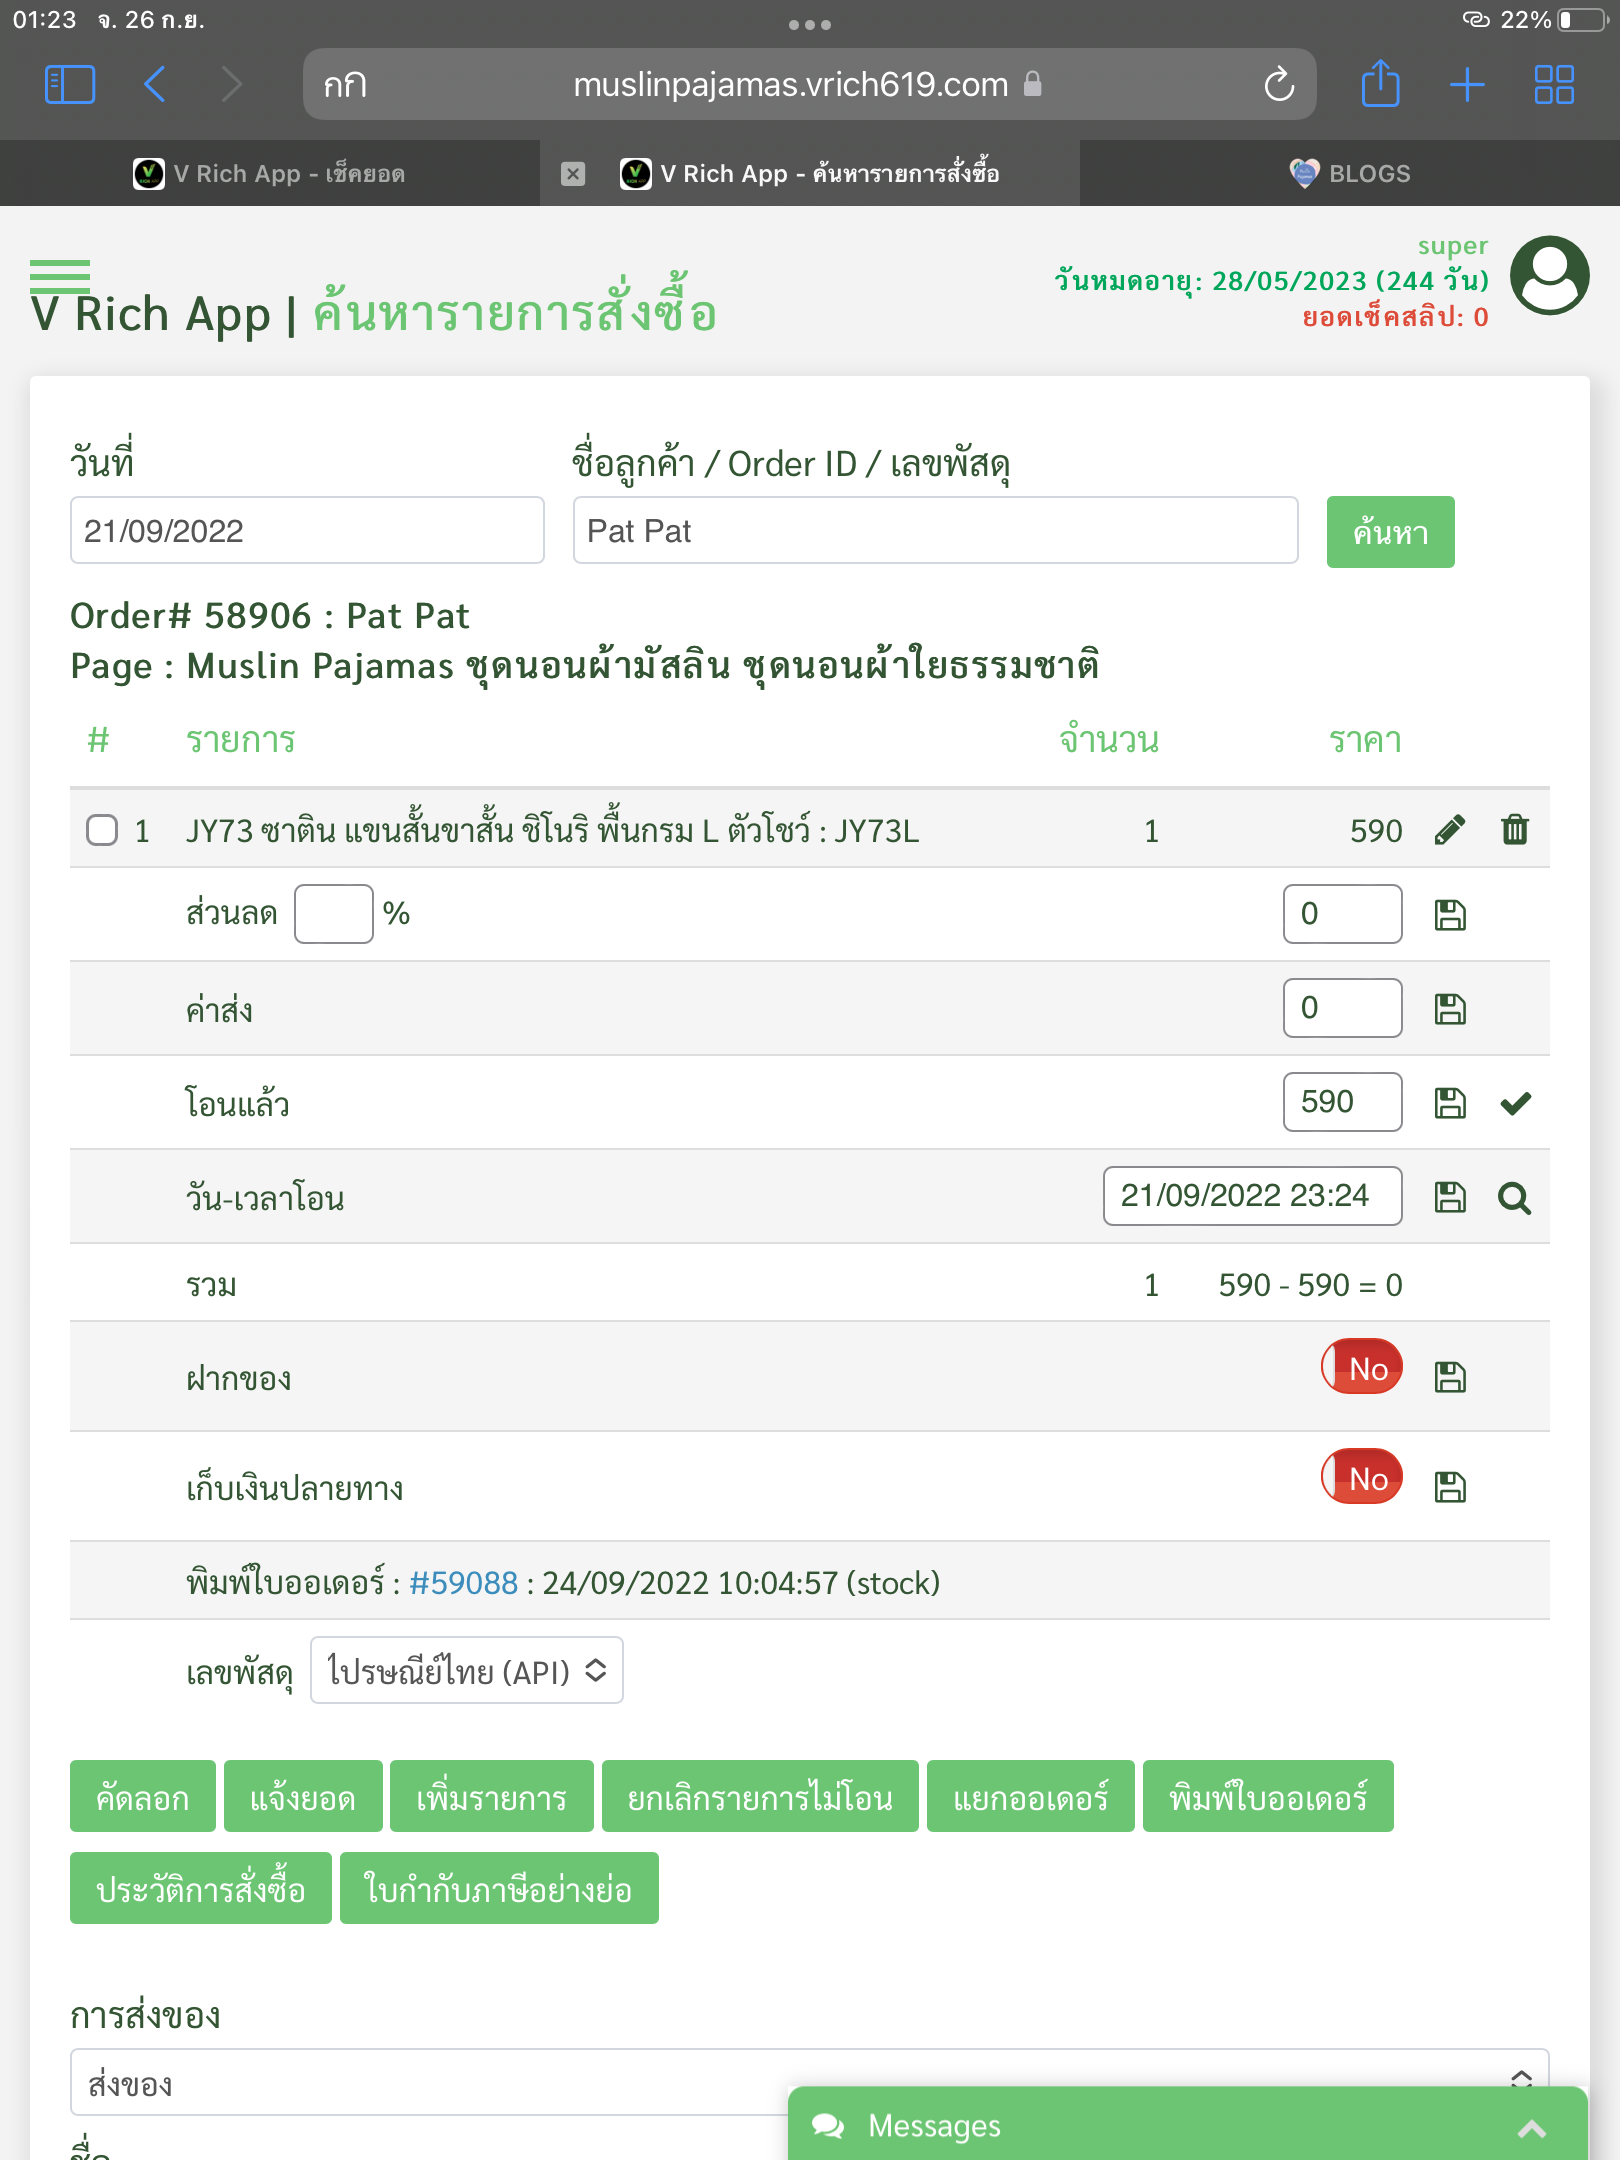 01:23 จ. 26 ก.ย. 22%
กก muslinpajamas.vrich619.com
V Rich App - เช็คยอด V Rich App - ค้นหารายการสั่งซื้อ BLOGS
super
วันหมดอายุ: 28/05/2023 (244 วัน)
ยอดเช็คสลิป: 0
V Rich App | ค้นหารายการสั่งซื้อ
วันที่ ชื่อลูกค้า / Order ID / เลขพัสดุ
21/09/2022 Pat Pat ค้นหา
Order# 58906 : Pat Pat
Page : Muslin Pajamas ชุดนอนผ้ามัสลิน ชุดนอนผ้าใยธรรมชาติ
# รายการ จำนวน ราคา
1 JY73 ซาติน แขนสั้นขาสั้น ชิโนริ พื้นกรม L ตัวโชว์ : JY73L 1 590
ส่วนลด % 0
ค่าส่ง 0
โอนแล้ว 590
วัน-เวลาโอน 21/09/2022 23:24
รวม 1 590 - 590 = 0
ฝากของ No
เก็บเงินปลายทาง No
พิมพ์ใบออเดอร์ : #59088 : 24/09/2022 10:04:57 (stock)
เลขพัสดุ ไปรษณีย์ไทย (API)
คัดลอก แจ้งยอด เพิ่มรายการ ยกเลิกรายการไม่โอน แยกออเดอร์ พิมพ์ใบออเดอร์
ประวัติการสั่งซื้อ ใบกำกับภาษีอย่างย่อ
การส่งของ
ส่งของ
Messages